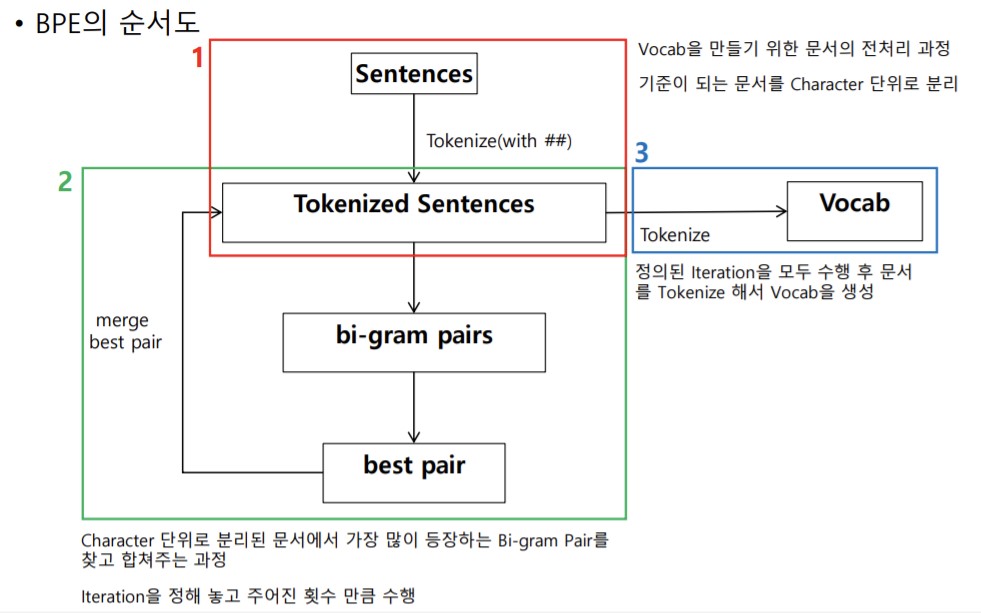 • BPE의 순서도
1
Sentences
Vocab을 만들기 위한 문서의 전처리 과정
기준이 되는 문서를 Character 단위로 분리
Tokenize(with ##)
2
3
Tokenized Sentences
Vocab
Tokenize
정의된 Iteration을 모두 수행 후 문서
를 Tokenize 해서 Vocab을 생성
merge
best pair
bi-gram pairs
best pair
Character 단위로 분리된 문서에서 가장 많이 등장하는 Bi-gram Pair를
찾고 합쳐주는 과정
Iteration을 정해 놓고 주어진 횟수 만큼 수행